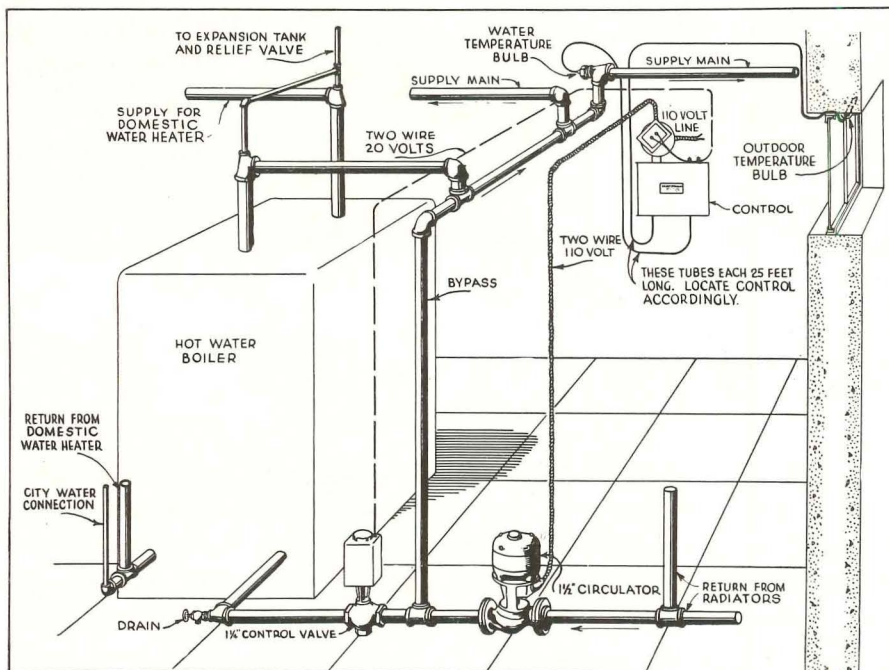 TO EXPANSION TANK
AND RELIEF VALVE
WATER
TEMPERATURE
BULB
SUPPLY MAIN
SUPPLY MAIN
SUPPLY FOR
DOMESTIC
WATER HEATER
110 VOLT
LINE
TWO WIRE
20 VOLTS
OUTDOOR
TEMPERATURE
BULB
CONTROL
TWO WIRE
110 VOLT
THESE TUBES EACH 25 FEET
LONG. LOCATE CONTROL
ACCORDINGLY.
BYPASS
HOT WATER
BOILER
RETURN FROM
DOMESTIC
WATER HEATER
CITY WATER
CONNECTION
1½" CIRCULATOR
RETURN FROM
RADIATORS
DRAIN
1¼" CONTROL VALVE